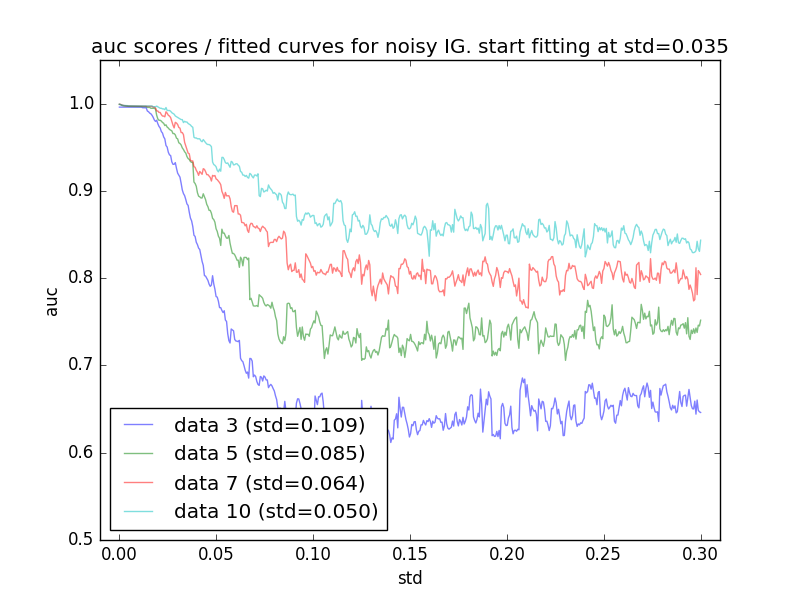 auc scores / fitted curves for noisy IG. start fitting at std=0.035
1.0
0.9
0.8
0.7
0.6
0.5
auc
data 3 (std=0.109)
data 5 (std=0.085)
data 7 (std=0.064)
data 10 (std=0.050)
0.00 0.05 0.10 0.15 0.20 0.25 0.30
std